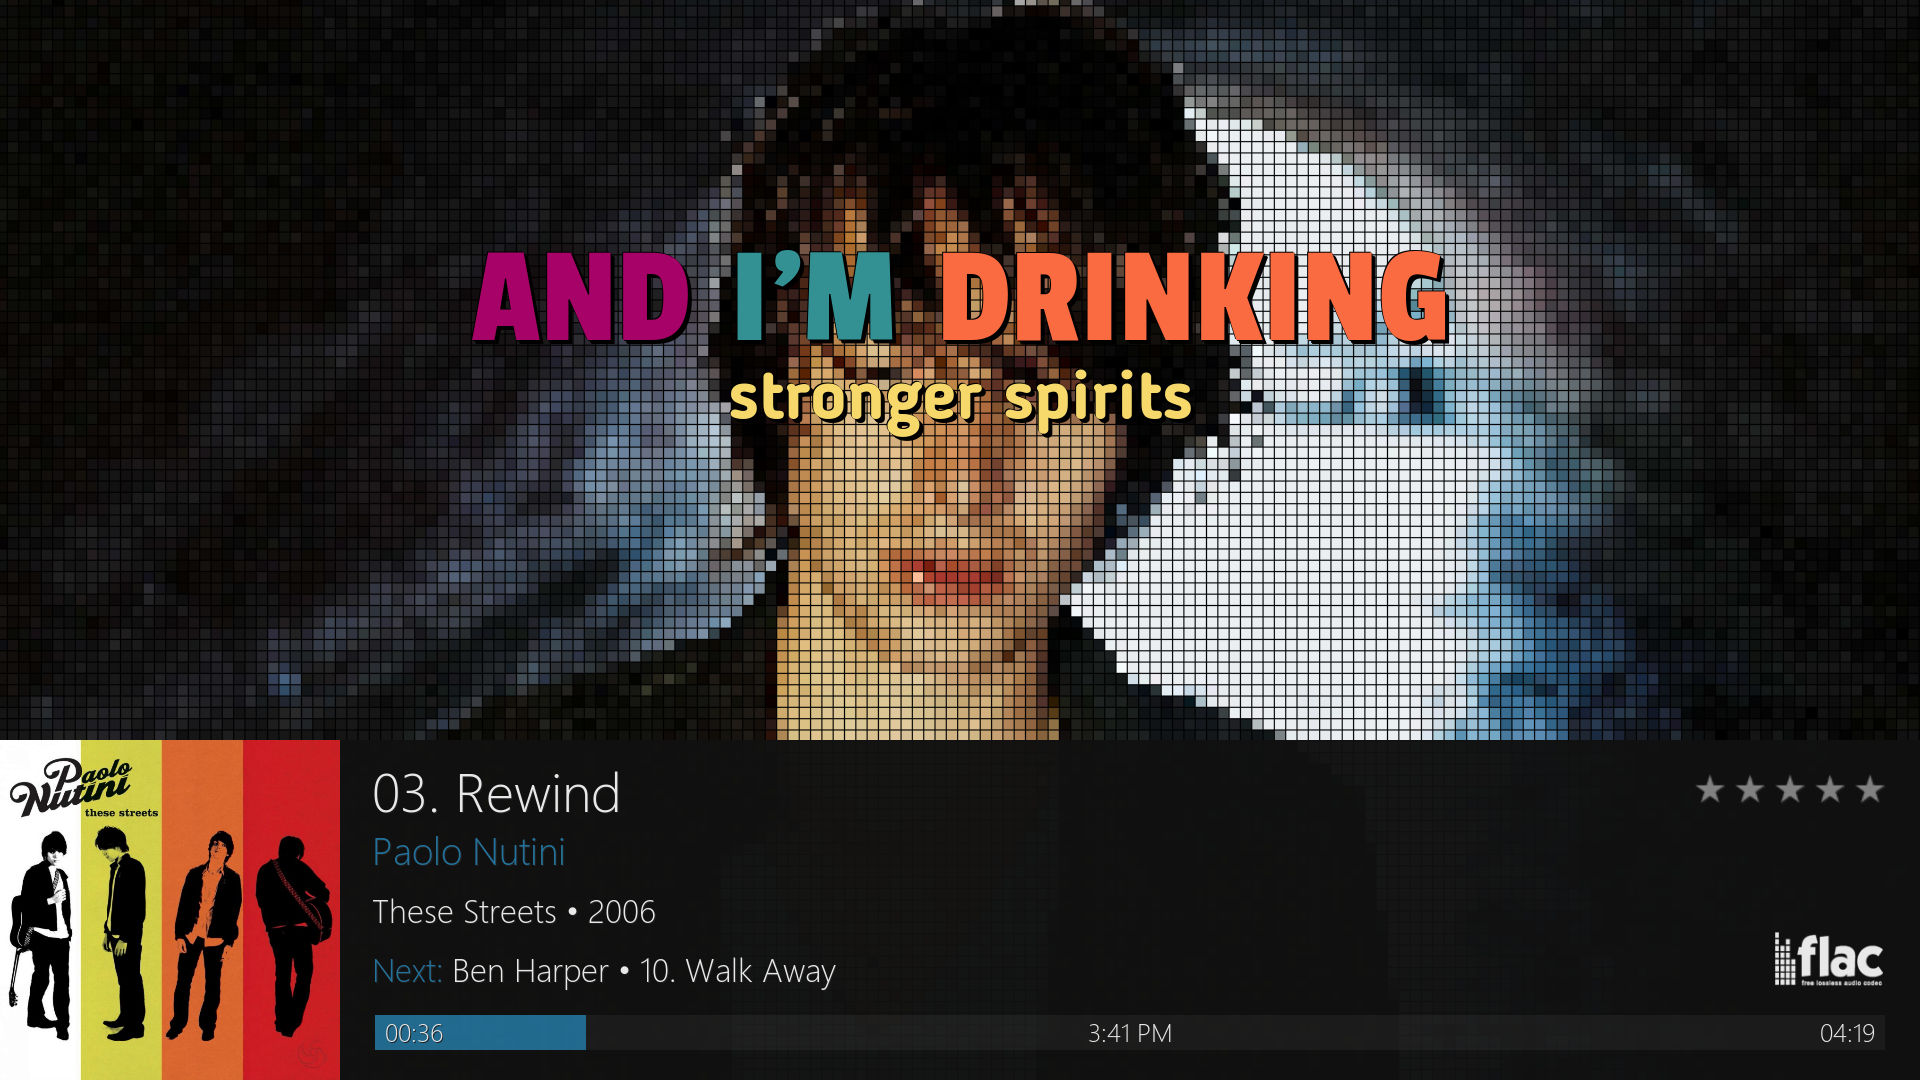 AND I'M DRINKING
stronger spirits
Paolo
Nutini
these streets
03. Rewind
Paolo Nutini
These Streets • 2006
Next: Ben Harper • 10. Walk Away
flac
free lossless audio codec
00:36
3:41 PM
04:19